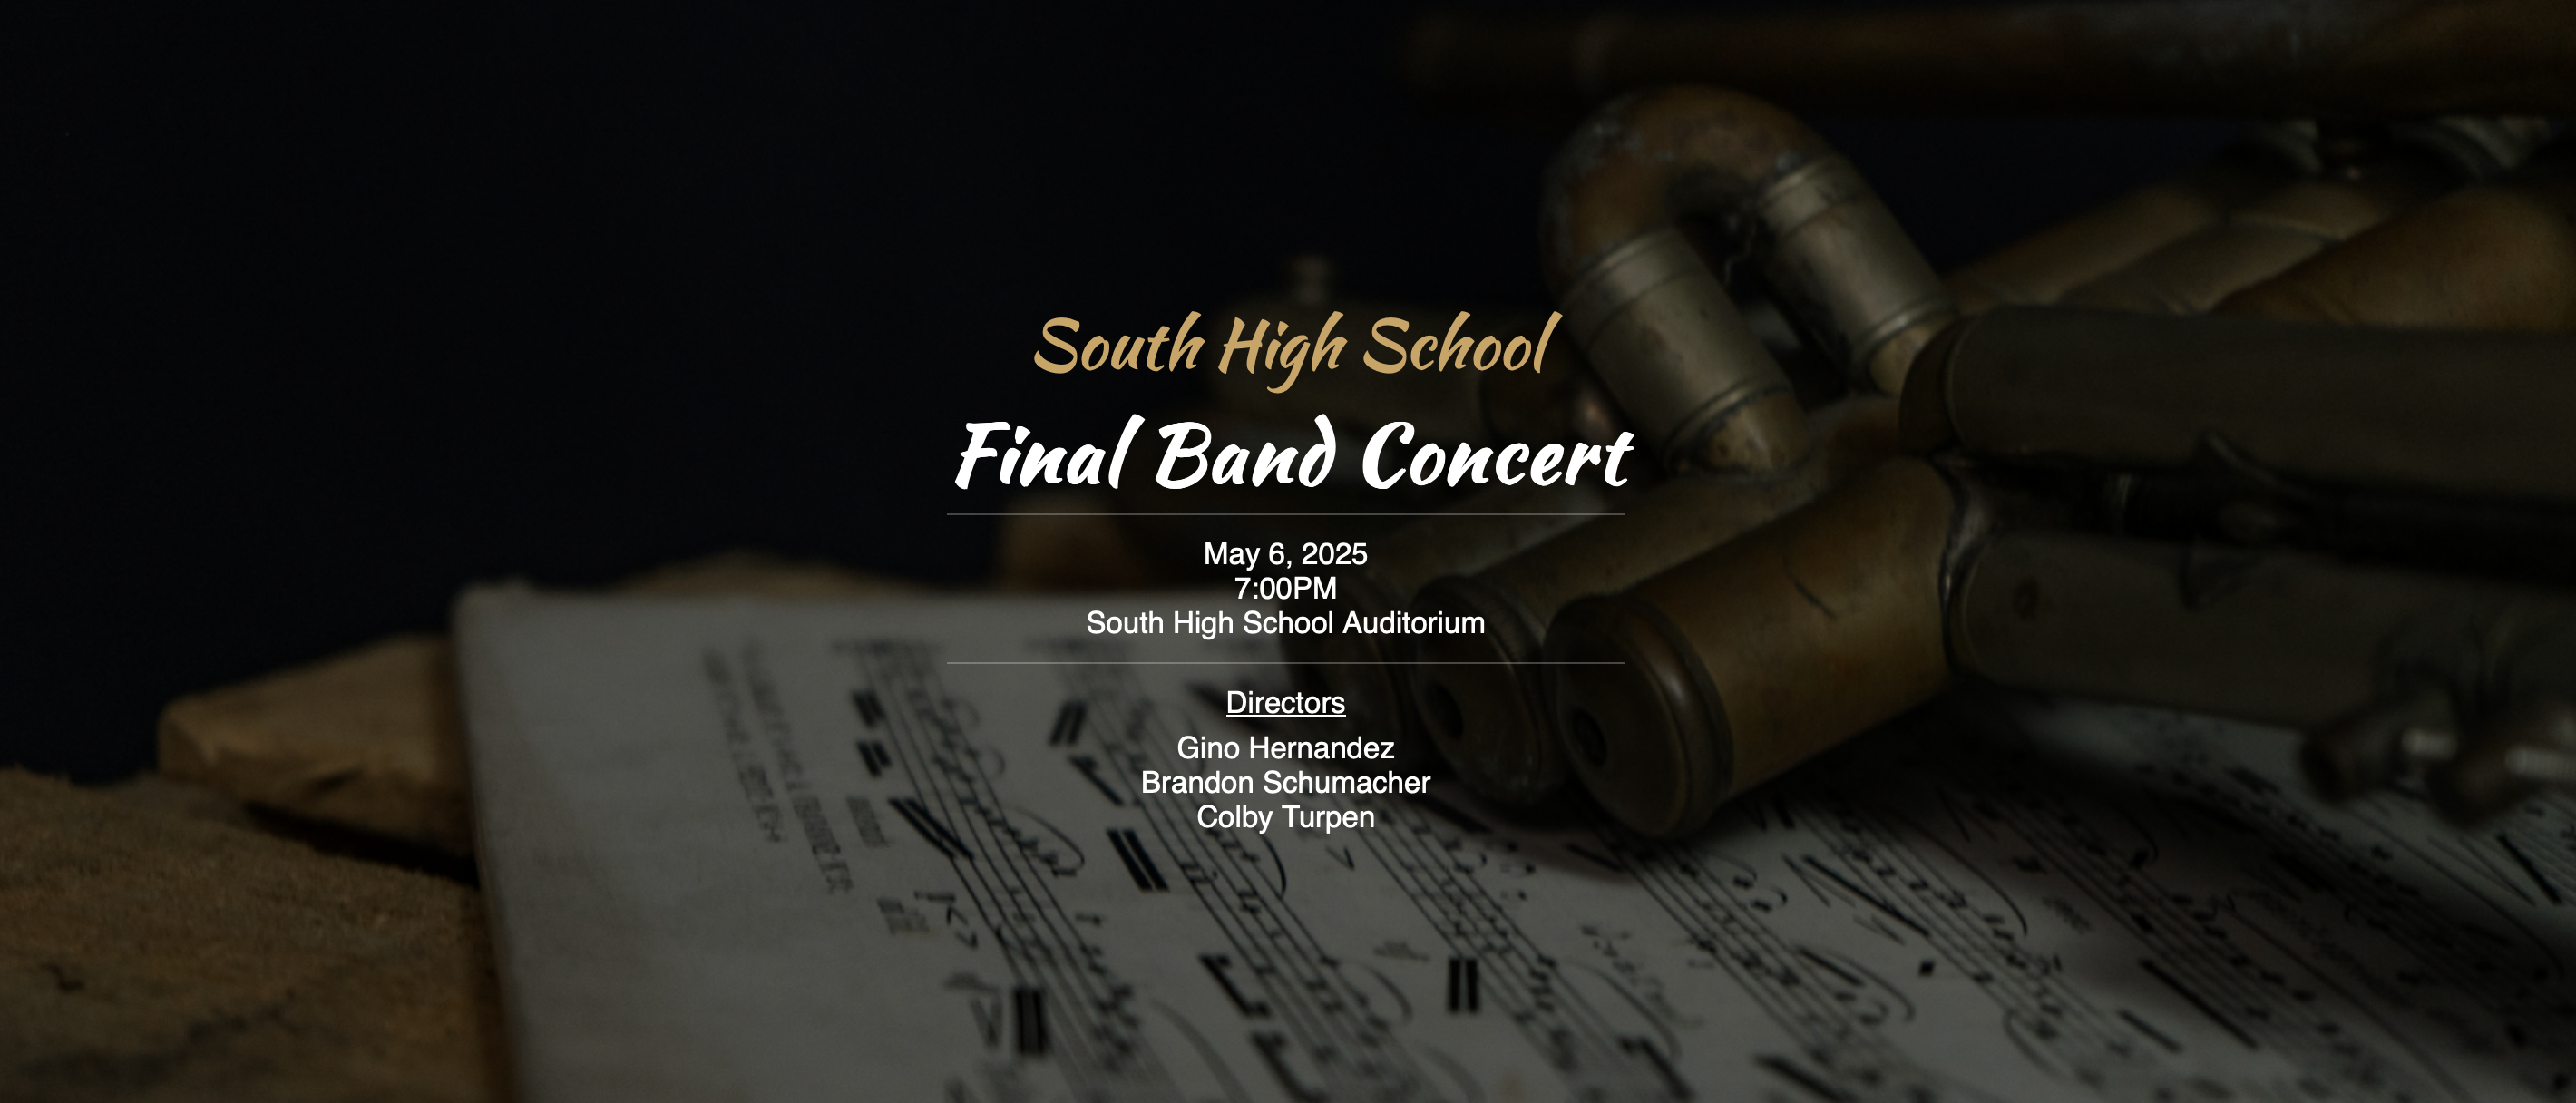 South High School
Final Band Concert
May 6, 2025
7:00PM
South High School Auditorium
Directors
Gino Hernandez
Brandon Schumacher
Colby Turpen